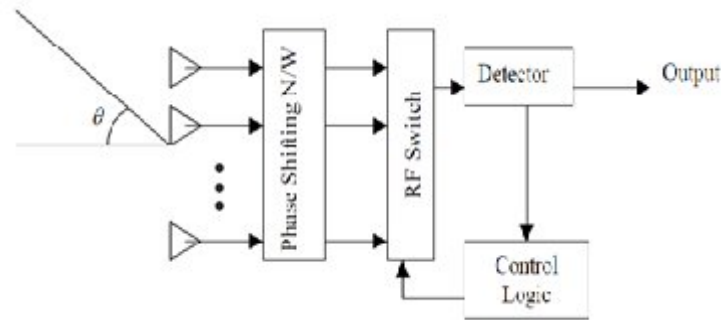 θ
Phase Shifting N/W
RF Switch
Detector
Output
Control
Logic